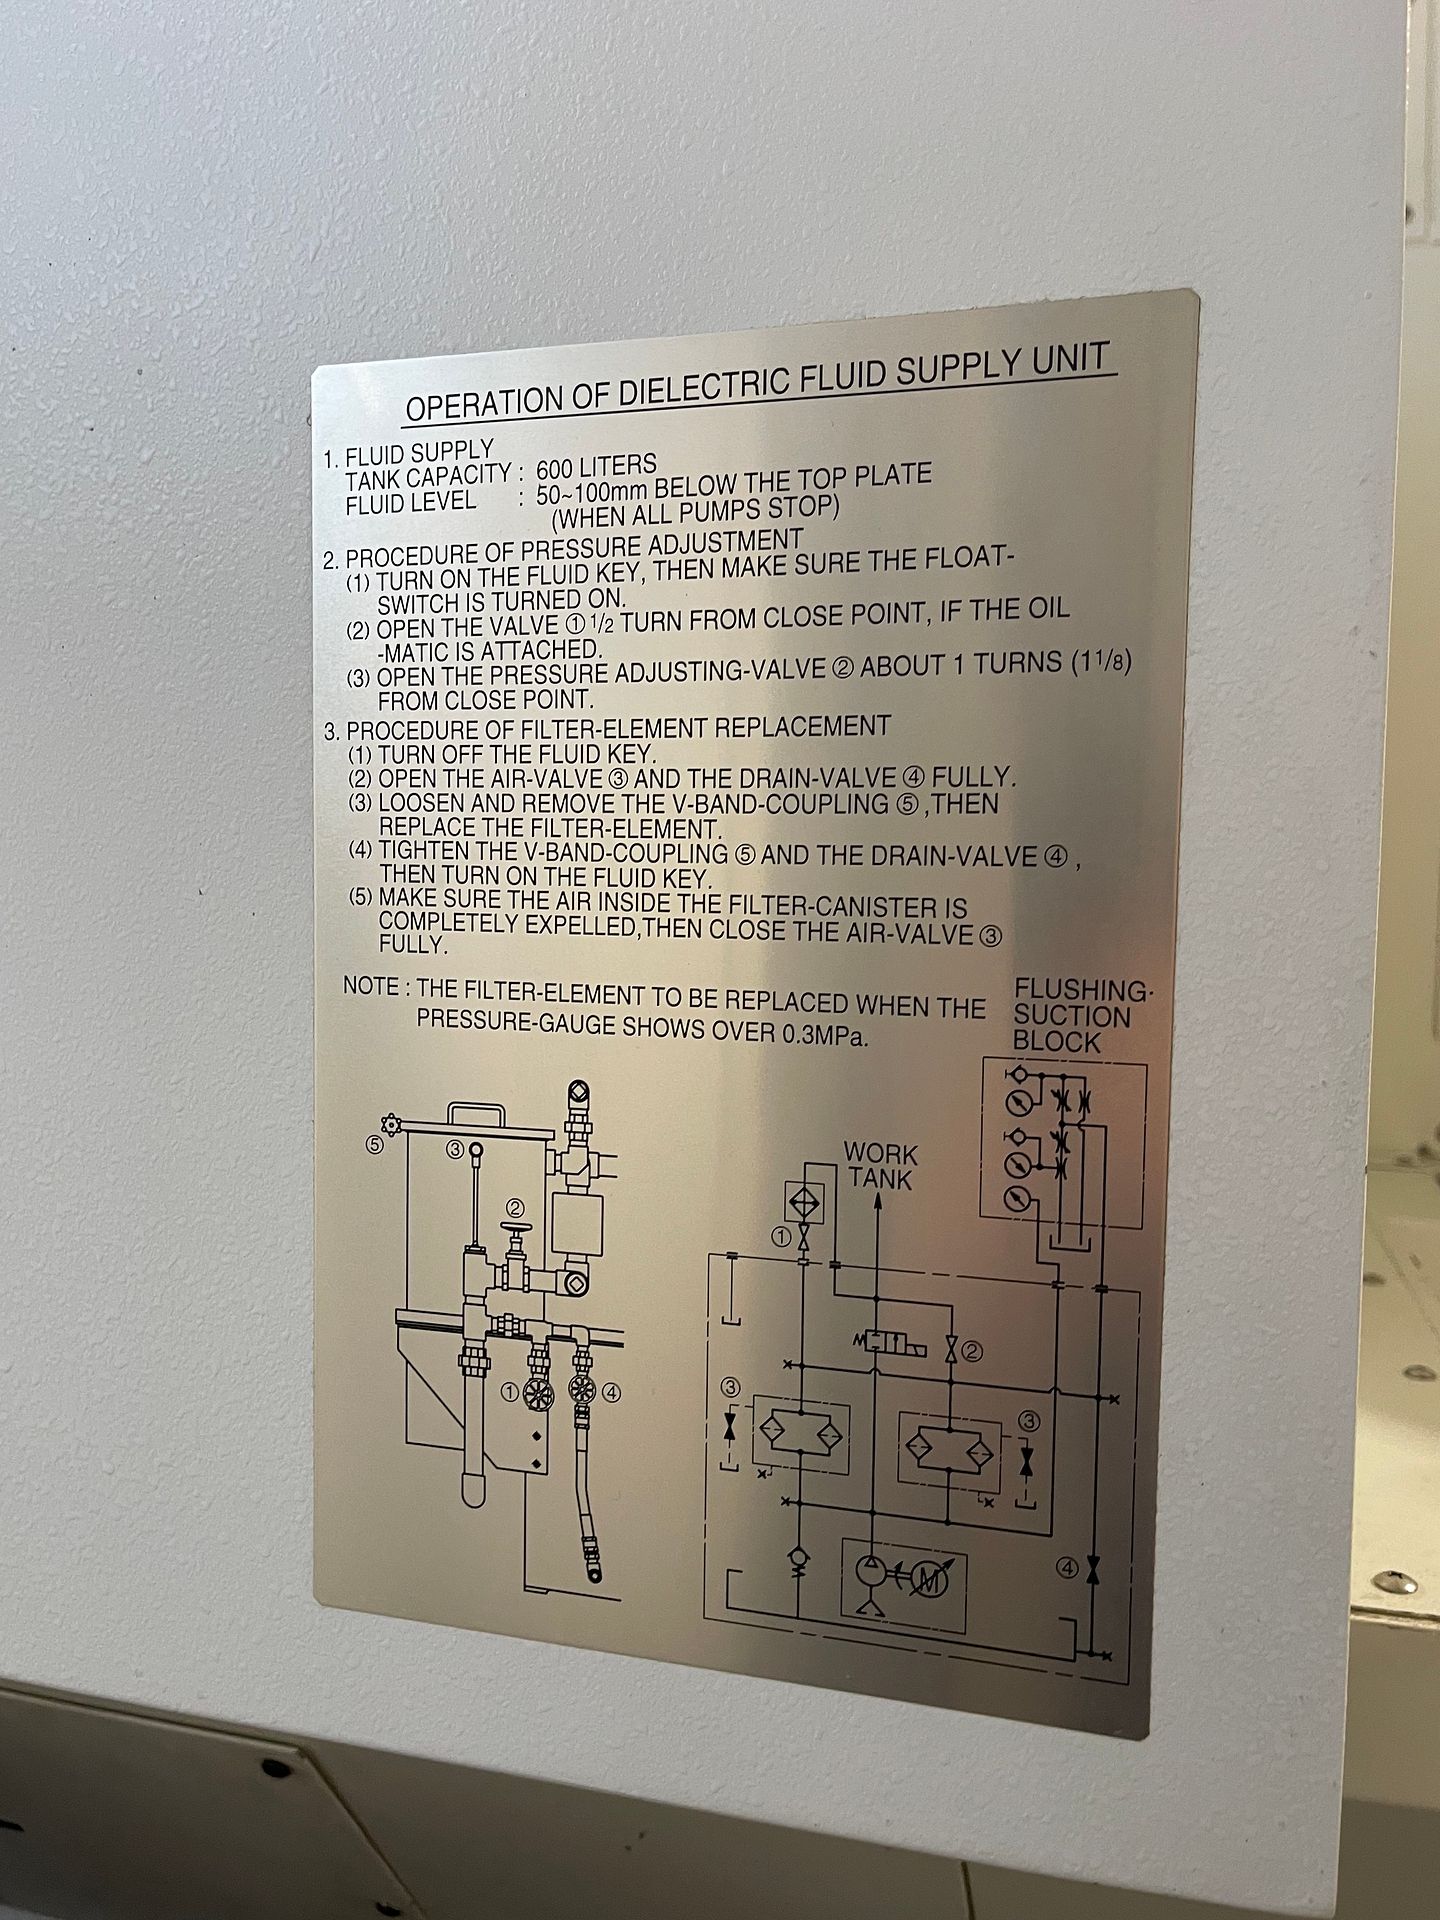 OPERATION OF DIELECTRIC FLUID SUPPLY UNIT
1. FLUID SUPPLY
TANK CAPACITY : 600 LITERS
FLUID LEVEL : 50~100mm BELOW THE TOP PLATE
(WHEN ALL PUMPS STOP)
2. PROCEDURE OF PRESSURE ADJUSTMENT
(1) TURN ON THE FLUID KEY, THEN MAKE SURE THE FLOAT-
SWITCH IS TURNED ON.
(2) OPEN THE VALVE ① 1/2 TURN FROM CLOSE POINT, IF THE OIL
-MATIC IS ATTACHED.
(3) OPEN THE PRESSURE ADJUSTING-VALVE ② ABOUT 1 TURNS (1 1/8)
FROM CLOSE POINT.
3. PROCEDURE OF FILTER-ELEMENT REPLACEMENT
(1) TURN OFF THE FLUID KEY.
(2) OPEN THE AIR-VALVE ③ AND THE DRAIN-VALVE ④ FULLY.
(3) LOOSEN AND REMOVE THE V-BAND-COUPLING ⑤ ,THEN
REPLACE THE FILTER-ELEMENT.
(4) TIGHTEN THE V-BAND-COUPLING ⑤ AND THE DRAIN-VALVE ④ ,
THEN TURN ON THE FLUID KEY.
(5) MAKE SURE THE AIR INSIDE THE FILTER-CANISTER IS
COMPLETELY EXPELLED,THEN CLOSE THE AIR-VALVE ③
FULLY.
NOTE : THE FILTER-ELEMENT TO BE REPLACED WHEN THE
PRESSURE-GAUGE SHOWS OVER 0.3MPa.
FLUSHING-
SUCTION
BLOCK
⑤
③
②
①
④
WORK
TANK
①
②
③
③
M
④